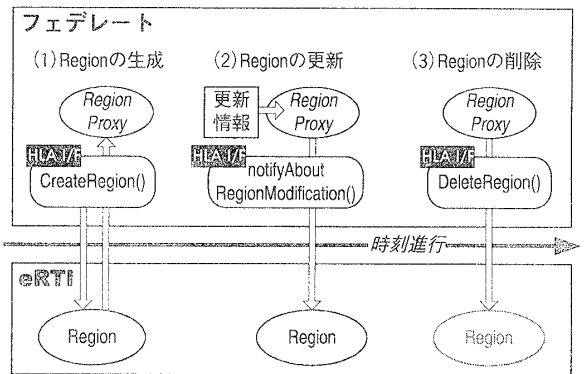 フェデレート
(1)Regionの生成
(2)Regionの更新
(3)Regionの削除
Region
Proxy
更新
情報
Region
Proxy
Region
Proxy
HLA I/F
CreateRegion()
HLA I/F
notifyAbout
RegionModification()
HLA I/F
DeleteRegion()
時刻進行
eRTI
Region
Region
Region